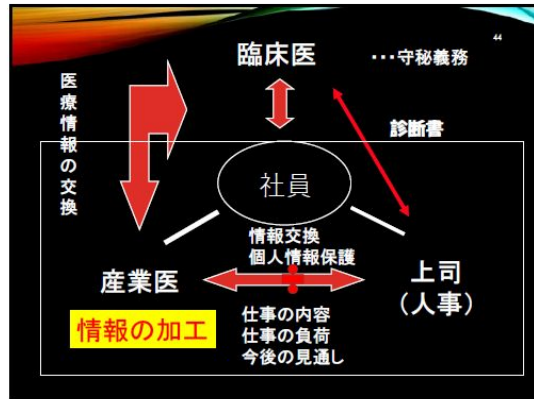 44
臨床医
・・・守秘義務
医療情報の交換
診断書
社員
情報交換
個人情報保護
産業医
上司
（人事）
情報の加工
仕事の内容
仕事の負荷
今後の見通し